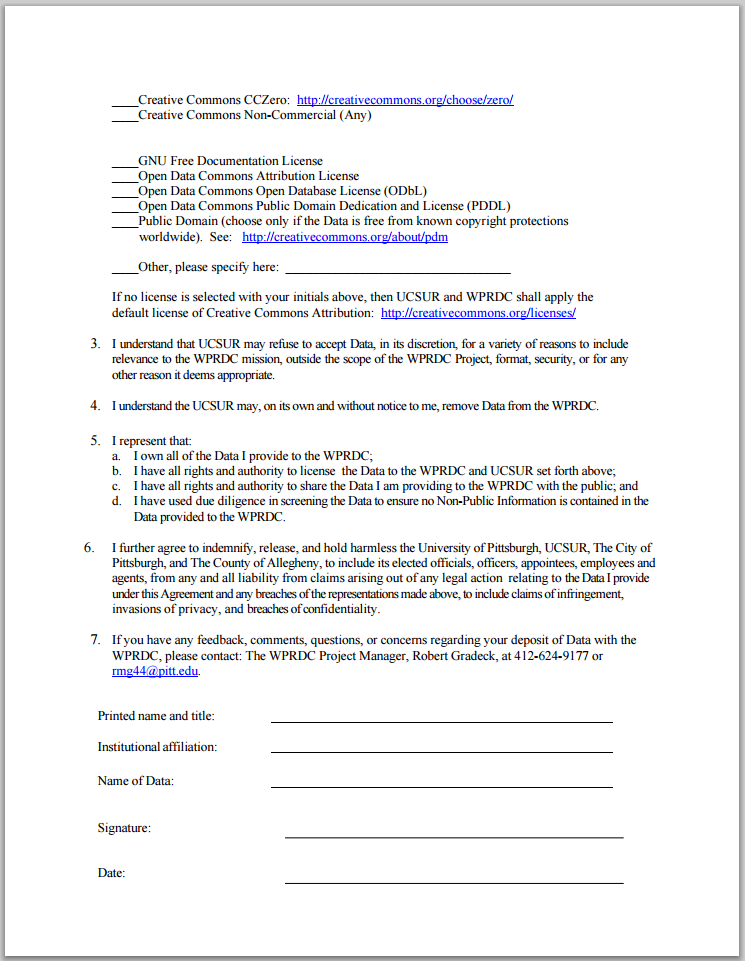 ____Creative Commons CCZero: http://creativecommons.org/choose/zero/
____Creative Commons Non-Commercial (Any)
____GNU Free Documentation License
____Open Data Commons Attribution License
____Open Data Commons Open Database License (ODbL)
____Open Data Commons Public Domain Dedication and License (PDDL)
____Public Domain (choose only if the Data is free from known copyright protections
worldwide). See: http://creativecommons.org/about/pdm
____Other, please specify here: __________________________________
If no license is selected with your initials above, then UCSUR and WPRDC shall apply the
default license of Creative Commons Attribution: http://creativecommons.org/licenses/
3. I understand that UCSUR may refuse to accept Data, in its discretion, for a variety of reasons to include
relevance to the WPRDC mission, outside the scope of the WPRDC Project, format, security, or for any
other reason it deems appropriate.
4. I understand the UCSUR may, on its own and without notice to me, remove Data from the WPRDC.
5. I represent that:
a. I own all of the Data I provide to the WPRDC;
b. I have all rights and authority to license the Data to the WPRDC and UCSUR set forth above;
c. I have all rights and authority to share the Data I am providing to the WPRDC with the public; and
d. I have used due diligence in screening the Data to ensure no Non-Public Information is contained in the
Data provided to the WPRDC.
6. I further agree to indemnify, release, and hold harmless the University of Pittsburgh, UCSUR, The City of
Pittsburgh, and The County of Allegheny, to include its elected officials, officers, appointees, employees and
agents, from any and all liability from claims arising out of any legal action relating to the Data I provide
under this Agreement and any breaches of the representations made above, to include claims of infringement,
invasions of privacy, and breaches of confidentiality.
7. If you have any feedback, comments, questions, or concerns regarding your deposit of Data with the
WPRDC, please contact: The WPRDC Project Manager, Robert Gradeck, at 412-624-9177 or
rmg44@pitt.edu.
Printed name and title:
Institutional affiliation:
Name of Data:
Signature:
Date: